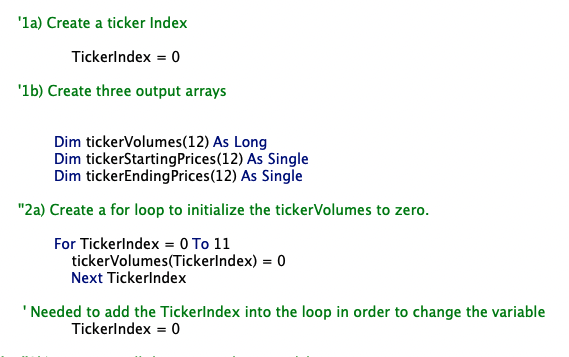 '1a) Create a ticker Index
TickerIndex = 0
'1b) Create three output arrays
Dim tickerVolumes(12) As Long
Dim tickerStartingPrices(12) As Single
Dim tickerEndingPrices(12) As Single
''2a) Create a for loop to initialize the tickerVolumes to zero.
For TickerIndex = 0 To 11
tickerVolumes(TickerIndex) = 0
Next TickerIndex
' Needed to add the TickerIndex into the loop in order to change the variable
TickerIndex = 0